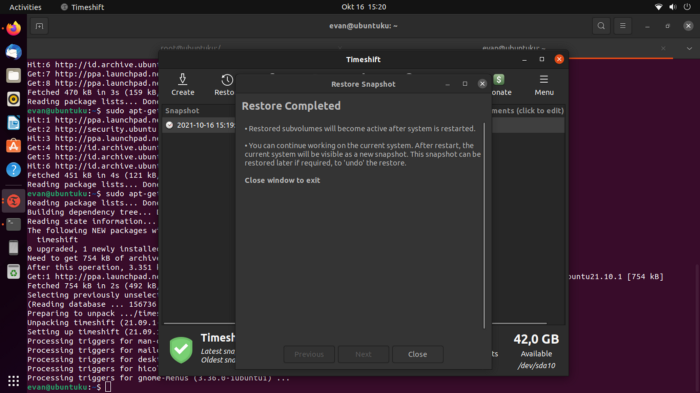 Activities
Timeshift
Okt 16 15:20
evan@ubuntuku: ~
root@ubuntuku:/
evan@ubuntuku: ~
Hit:6 http://id.archive.ubunt
Get:7 http://ppa.launchpad.ne
Get:8 http://ppa.launchpad.ne
Fetched 470 kB in 3s (159 kB,
Reading package lists... Done
evan@ubuntuku:~$ sudo apt-get
Hit:1 http://ppa.launchpad.ne
Get:2 http://security.ubuntu.
Hit:3 http://ppa.launchpad.ne
Get:4 http://id.archive.ubunt
Get:5 http://id.archive.ubunt
Hit:6 http://id.archive.ubunt
Fetched 451 kB in 4s (121 kB,
Reading package lists... Done
evan@ubuntuku:~$ sudo apt-get
Reading package lists... Done
Building dependency tree... D
Reading state information...
The following NEW packages w
timeshift
0 upgraded, 1 newly installed
Need to get 754 kB of archive
After this operation, 3.351 k
Get:1 http://ppa.launchpad.ne
buntu21.10.1 [754 kB]
Fetched 754 kB in 2s (492 kB,
Selecting previously unselect
(Reading database ... 156736
Preparing to unpack .../times
Unpacking timeshift (21.09.1
Setting up timeshift (21.09.1
Processing triggers for man-d
Processing triggers for mailc
Processing triggers for deskt
Processing triggers for hico
Processing triggers for gnome-menus (3.36.0-1ubuntu1) ...
evan@ubuntuku:~$
Timeshift
Create
Resto
onate
Menu
Snapshot
ments (click to edit)
2021-10-16 15:19:
Restore Snapshot
Restore Completed
• Restored subvolumes will become active after system is restarted.
• You can continue working on the current system. After restart, the
current system will be visible as a new snapshot. This snapshot can be
restored later if required, to 'undo' the restore.
Close window to exit
Previous
Next
Close
Timesh
Latest sna
Oldest sna
ts
42,0 GB
Available
/dev/sda10